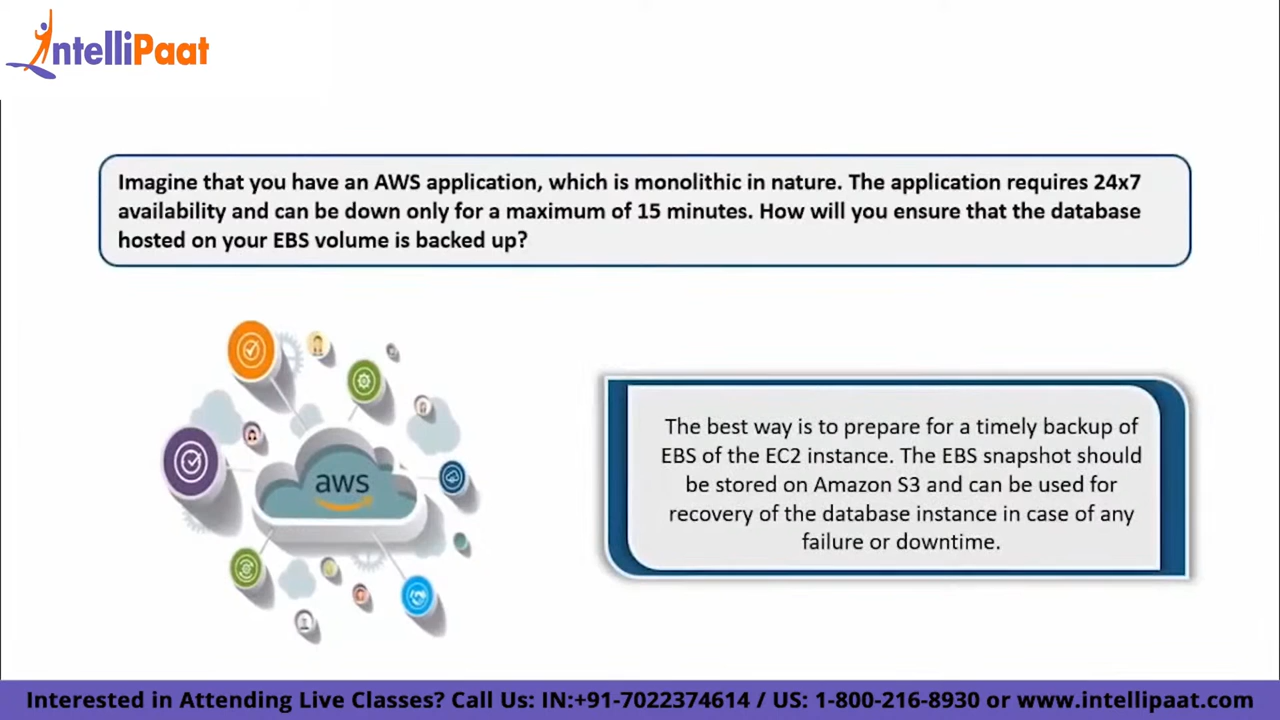 IntelliPaat
Imagine that you have an AWS application, which is monolithic in nature. The application requires 24x7
availability and can be down only for a maximum of 15 minutes. How will you ensure that the database
hosted on your EBS volume is backed up?
The best way is to prepare for a timely backup of
EBS of the EC2 instance. The EBS snapshot should
be stored on Amazon S3 and can be used for
recovery of the database instance in case of any
failure or downtime.
aws
Interested in Attending Live Classes? Call Us: IN:+91-7022374614 / US: 1-800-216-8930 or www.intellipaat.com